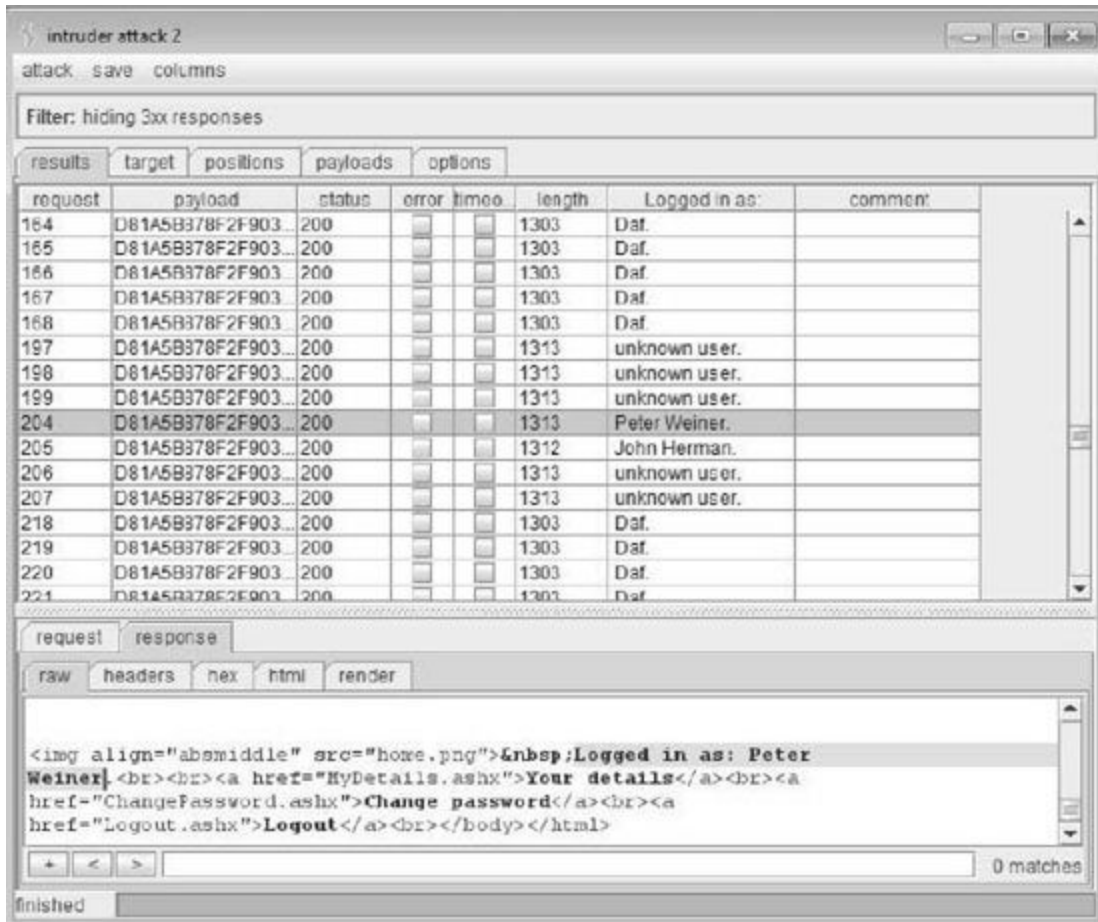 intruder attack 2
attack save columns
Filter: hiding 3xx responses
results target positions payloads options
request payload status error timeo... length Logged in as: comment
164 D81A5B378F2F903... 200 1303 Daf.
165 D81A5B378F2F903... 200 1303 Daf.
166 D81A5B378F2F903... 200 1303 Daf.
167 D81A5B378F2F903... 200 1303 Daf.
168 D81A5B378F2F903... 200 1303 Daf.
197 D81A5B378F2F903... 200 1313 unknown user.
198 D81A5B378F2F903... 200 1313 unknown user.
199 D81A5B378F2F903... 200 1313 unknown user.
204 D81A5B378F2F903... 200 1313 Peter Weiner.
205 D81A5B378F2F903... 200 1312 John Herman.
206 D81A5B378F2F903... 200 1313 unknown user.
207 D81A5B378F2F903... 200 1313 unknown user.
218 D81A5B378F2F903... 200 1303 Daf.
219 D81A5B378F2F903... 200 1303 Daf.
220 D81A5B378F2F903... 200 1303 Daf.
221 D81A5B378F2F903... 200 1303 Daf.
request response
raw headers hex html render
<img align="absmiddle" src="home.png">&nbsp;Logged in as: Peter
Weiner.<br><br><a href="MyDetails.ashx">Your details</a><br><a
href="ChangePassword.ashx">Change password</a><br><a
href="Logout.ashx">Logout</a><br></body></html>
+ < > 0 matches
finished